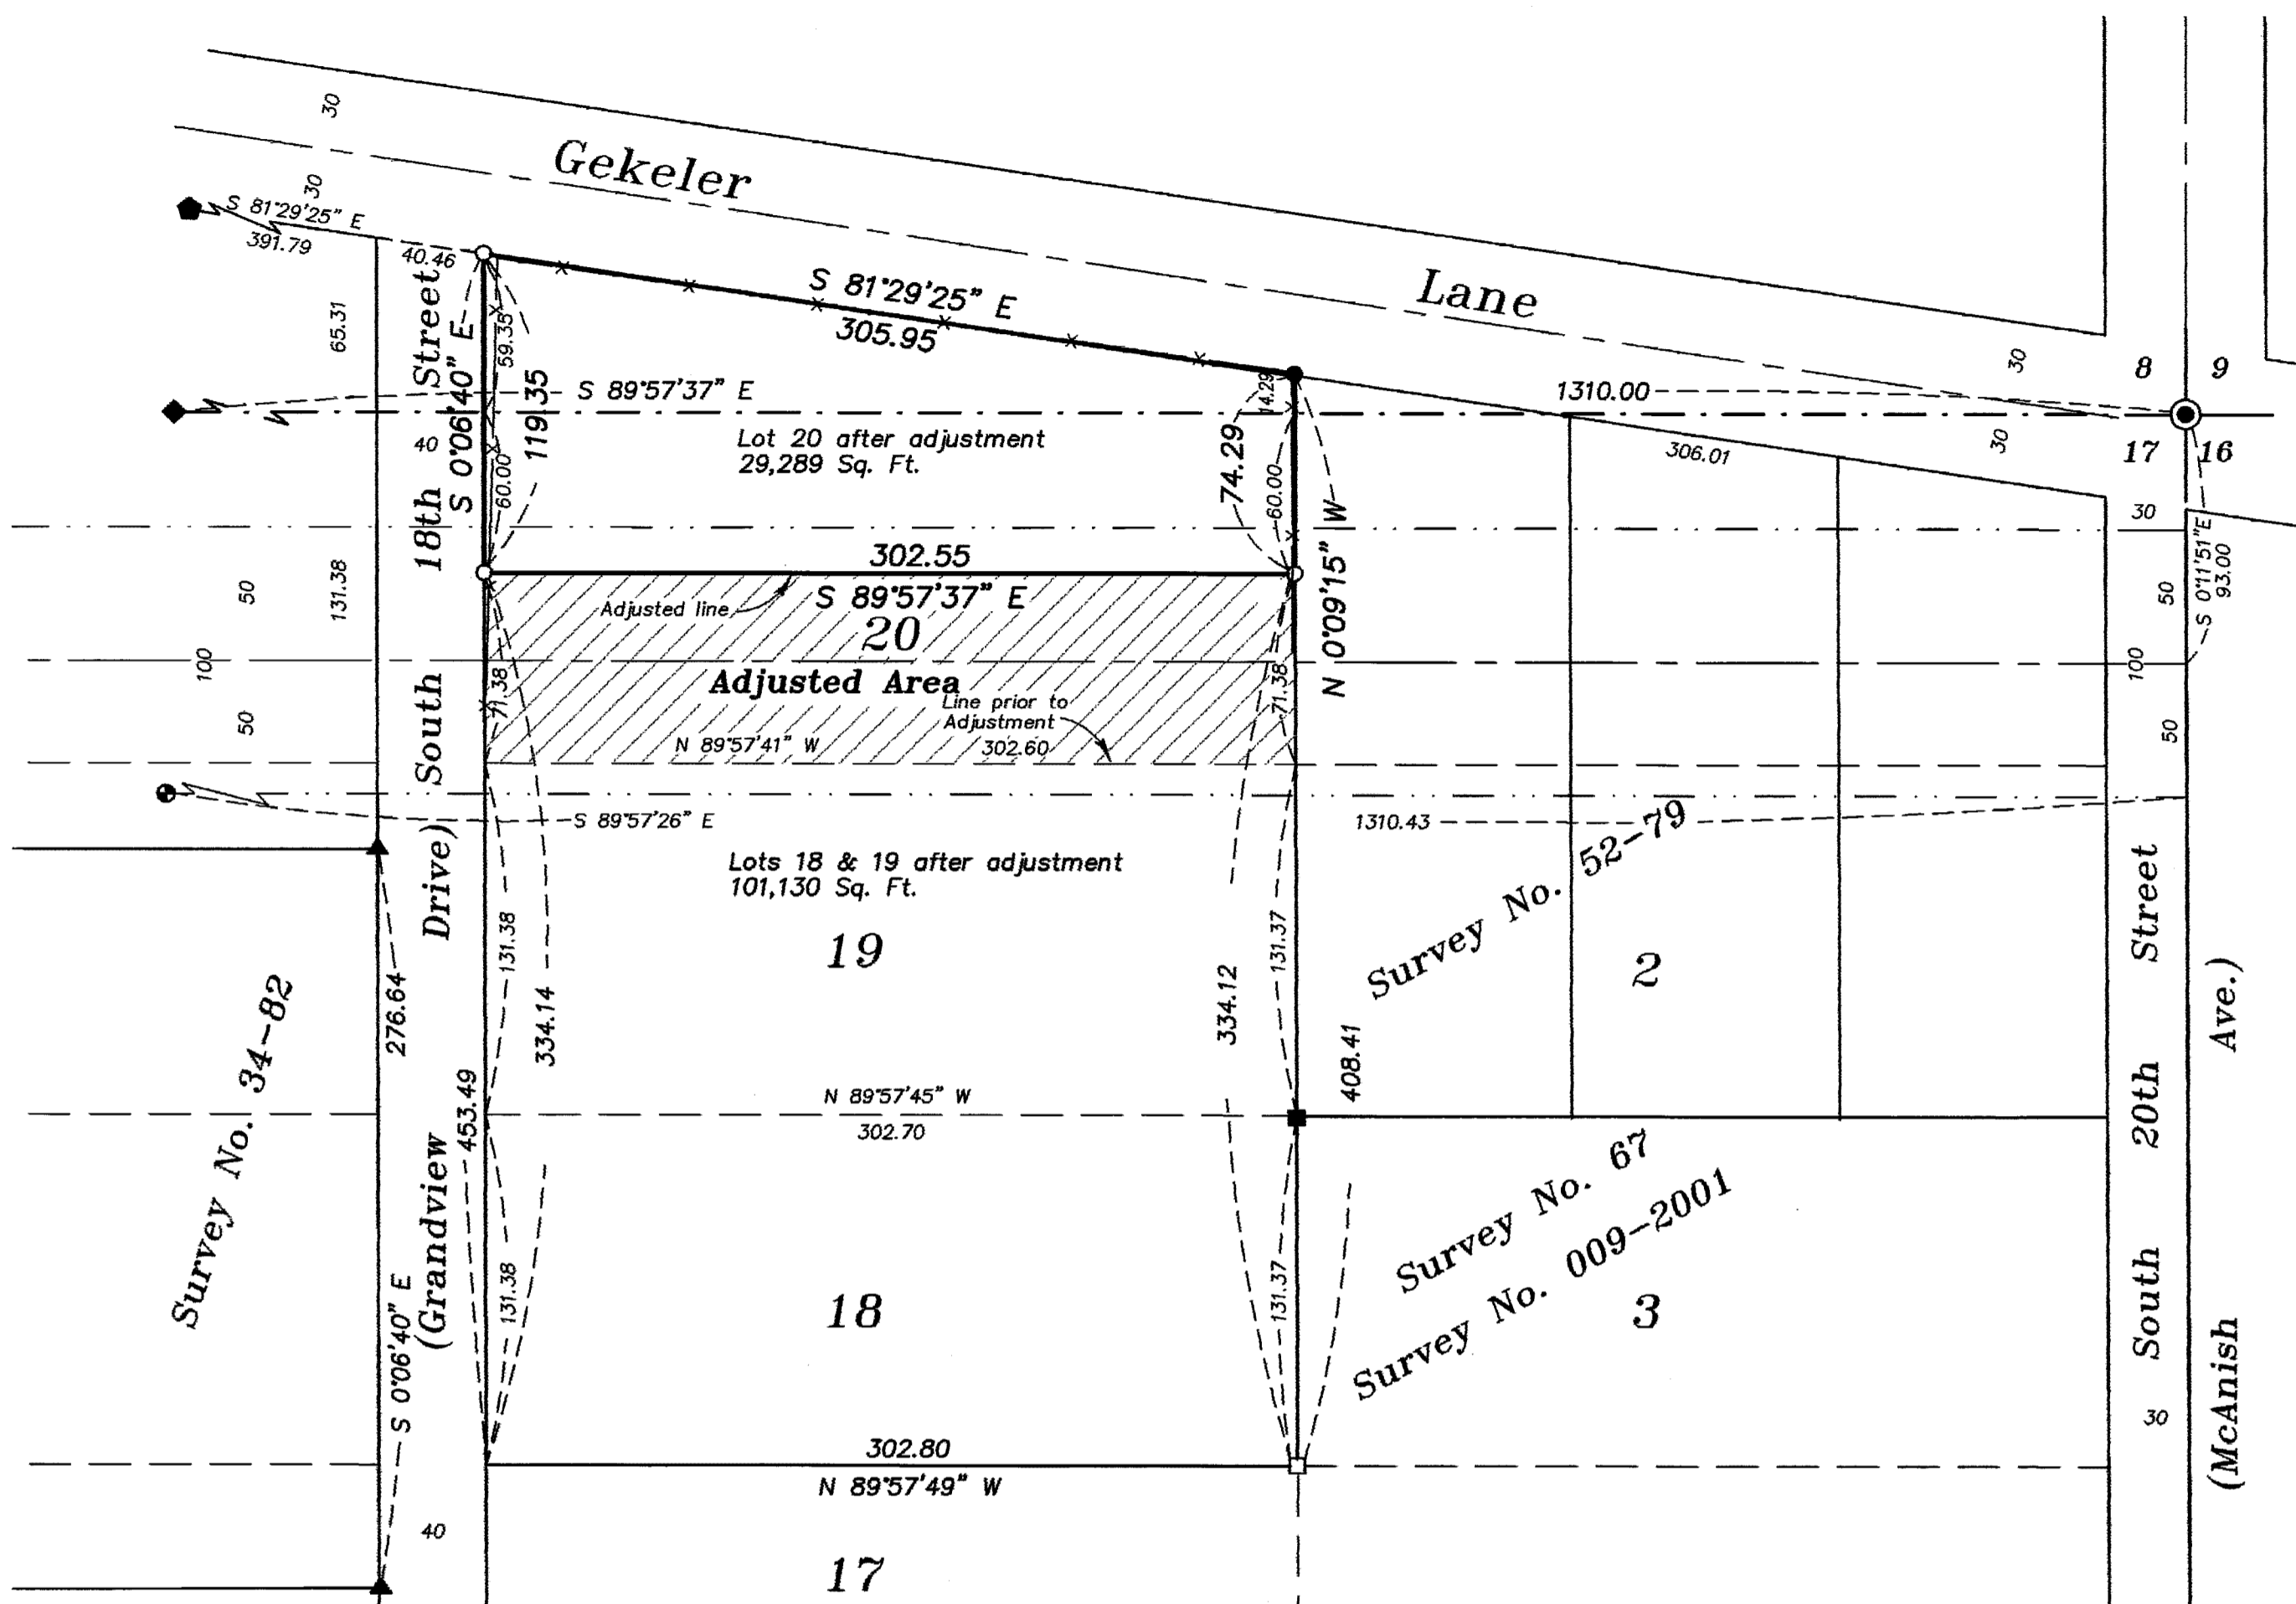 30
Gekeler
Lane
30
S 81°29'25" E
391.79
40.46
S 81°29'25" E
305.95
65.31
18th Street
S 0°06'40" E
59.35
119.35
60.00
40
S 89°57'37" E
1310.00
14.29
74.29
60.00
N 0°09'15" W
Lot 20 after adjustment
29,289 Sq. Ft.
306.01
30
30
8
9
17
16
30
S 0°11'51"E
93.00
50
100
50
131.38
302.55
S 89°57'37" E
Adjusted line
20
Adjusted Area
Line prior to
Adjustment
N 89°57'41" W
302.60
71.38
71.38
50
100
50
South
S 89°57'26" E
1310.43
Drive)
Lots 18 & 19 after adjustment
101,130 Sq. Ft.
19
131.38
334.14
131.37
334.12
408.41
Survey No. 52-79
2
Street
Ave.)
276.64
Survey No. 34-82
453.49
N 89°57'45" W
302.70
20th
(Grandview
S 0°06'40" E
131.38
18
131.37
Survey No. 67
Survey No. 009-2001
3
South
(McAnish
30
302.80
N 89°57'49" W
40
17